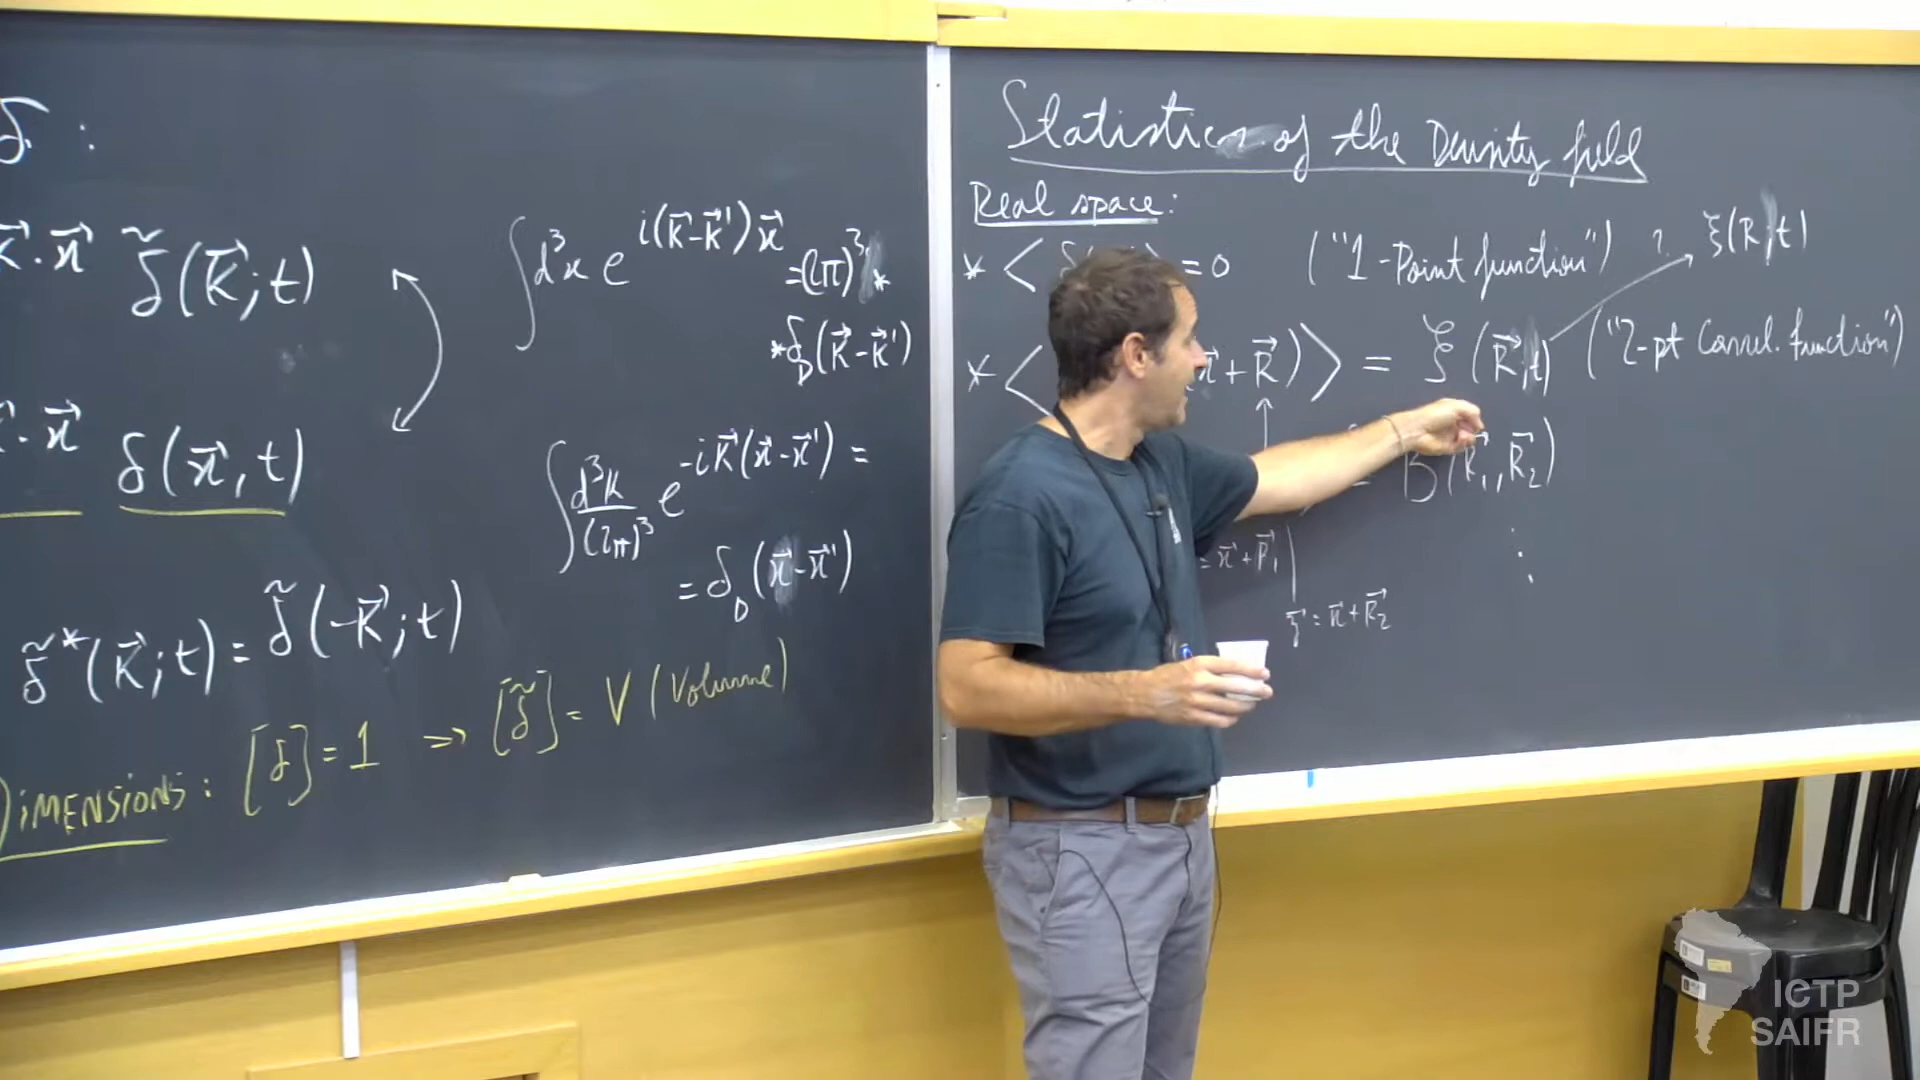 δ :
k⃗·x⃗ δ̃(k⃗;t)
k⃗·x⃗ δ(x⃗,t)
δ̃*(k⃗;t) = δ̃(-k⃗;t)
DIMENSIONS: [δ] = 1 => [δ̃] = V (Volume)
∫d³x e^{i(k⃗-k⃗')x⃗}
=(2π)³ *
*δ_D(k⃗-k⃗')
∫d³k/(2π)³ e^{-ik⃗(x⃗-x⃗')} =
= δ_D(x⃗-x⃗')
Statistics of the Density field
Real space:
* < δ( > = 0 ("1-Point function") ? ξ(R;t)
* < x⃗+R⃗)> = ξ(R⃗;t) ("2-pt Correl. function")
= B(R⃗₁,R⃗₂)
= x⃗+R⃗₁
z⃗ = x⃗+R⃗₂
ICTP
SAIFR